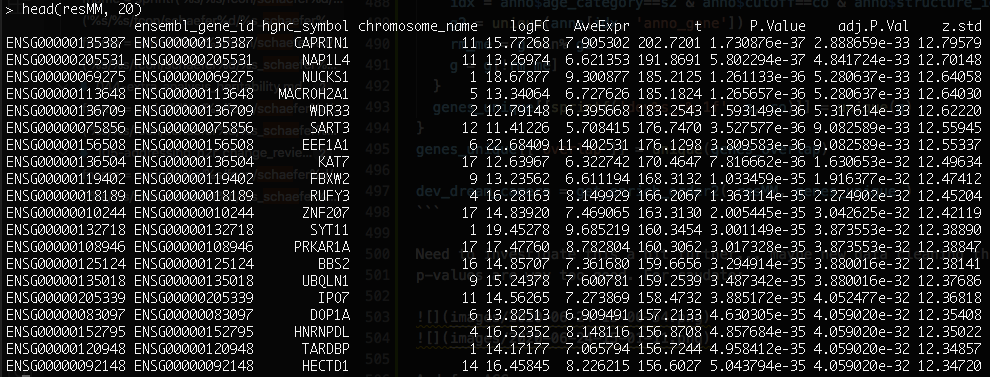 > head(resMM, 20)
ensembl_gene_id hgnc_symbol chromosome_name logFC AveExpr t P.Value adj.P.Val z.std
ENSG00000135387 ENSG00000135387 CAPRIN1 11 15.77268 7.905302 202.7201 1.730876e-37 2.888659e-33 12.79579
ENSG00000205531 ENSG00000205531 NAP1L4 11 13.26974 6.621353 191.8691 5.802294e-37 4.841724e-33 12.70148
ENSG00000069275 ENSG00000069275 NUCKS1 1 18.67877 9.300877 185.2125 1.261133e-36 5.280637e-33 12.64058
ENSG00000113648 ENSG00000113648 MACROH2A1 5 13.34064 6.727626 185.1824 1.265657e-36 5.280637e-33 12.64030
ENSG00000136709 ENSG00000136709 WDR33 2 12.79148 6.395668 183.2543 1.593149e-36 5.317614e-33 12.62220
ENSG00000075856 ENSG00000075856 SART3 12 11.41226 5.708415 176.7470 3.527577e-36 9.082589e-33 12.55945
ENSG00000156508 ENSG00000156508 EEF1A1 6 22.68409 11.402531 176.1298 3.809583e-36 9.082589e-33 12.55337
ENSG00000136504 ENSG00000136504 KAT7 17 12.63967 6.322742 170.4647 7.816662e-36 1.630653e-32 12.49634
ENSG00000119402 ENSG00000119402 FBXW2 9 13.23562 6.611194 168.3132 1.033459e-35 1.916377e-32 12.47412
ENSG00000018189 ENSG00000018189 RUFY3 4 16.28163 8.149929 166.2067 1.363115e-35 2.274902e-32 12.45204
ENSG00000010244 ENSG00000010244 ZNF207 17 14.83920 7.469065 163.3130 2.005445e-35 3.042625e-32 12.42119
ENSG00000132718 ENSG00000132718 SYT11 1 19.45278 9.685219 160.3454 3.001149e-35 3.873553e-32 12.38890
ENSG00000108946 ENSG00000108946 PRKAR1A 17 17.47760 8.782804 160.3062 3.017328e-35 3.873553e-32 12.38847
ENSG00000125124 ENSG00000125124 BBS2 16 14.85707 7.361680 159.6656 3.294914e-35 3.880016e-32 12.38141
ENSG00000135018 ENSG00000135018 UBQLN1 9 15.24378 7.600781 159.2539 3.487342e-35 3.880016e-32 12.37686
ENSG00000205339 ENSG00000205339 IPO7 11 14.56265 7.273869 158.4732 3.885172e-35 4.052477e-32 12.36818
ENSG00000083097 ENSG00000083097 DOP1A 6 13.82513 6.909491 157.2133 4.630305e-35 4.059020e-32 12.35408
ENSG00000152795 ENSG00000152795 HNRNPDL 4 16.52352 8.148116 156.8708 4.857684e-35 4.059020e-32 12.35022
ENSG00000120948 ENSG00000120948 TARDBP 1 14.17177 7.065794 156.7244 4.958412e-35 4.059020e-32 12.34857
ENSG00000092148 ENSG00000092148 HECTD1 14 16.45845 8.226215 156.6027 5.043794e-35 4.059020e-32 12.34720